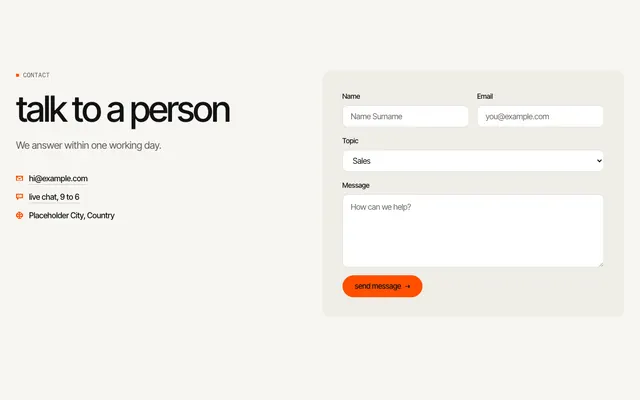 CONTACT
talk to a person
We answer within one working day.
hi@example.com
live chat, 9 to 6
Placeholder City, Country
Name
Email
Name Surname
you@example.com
Topic
Sales
Message
How can we help?
send message →